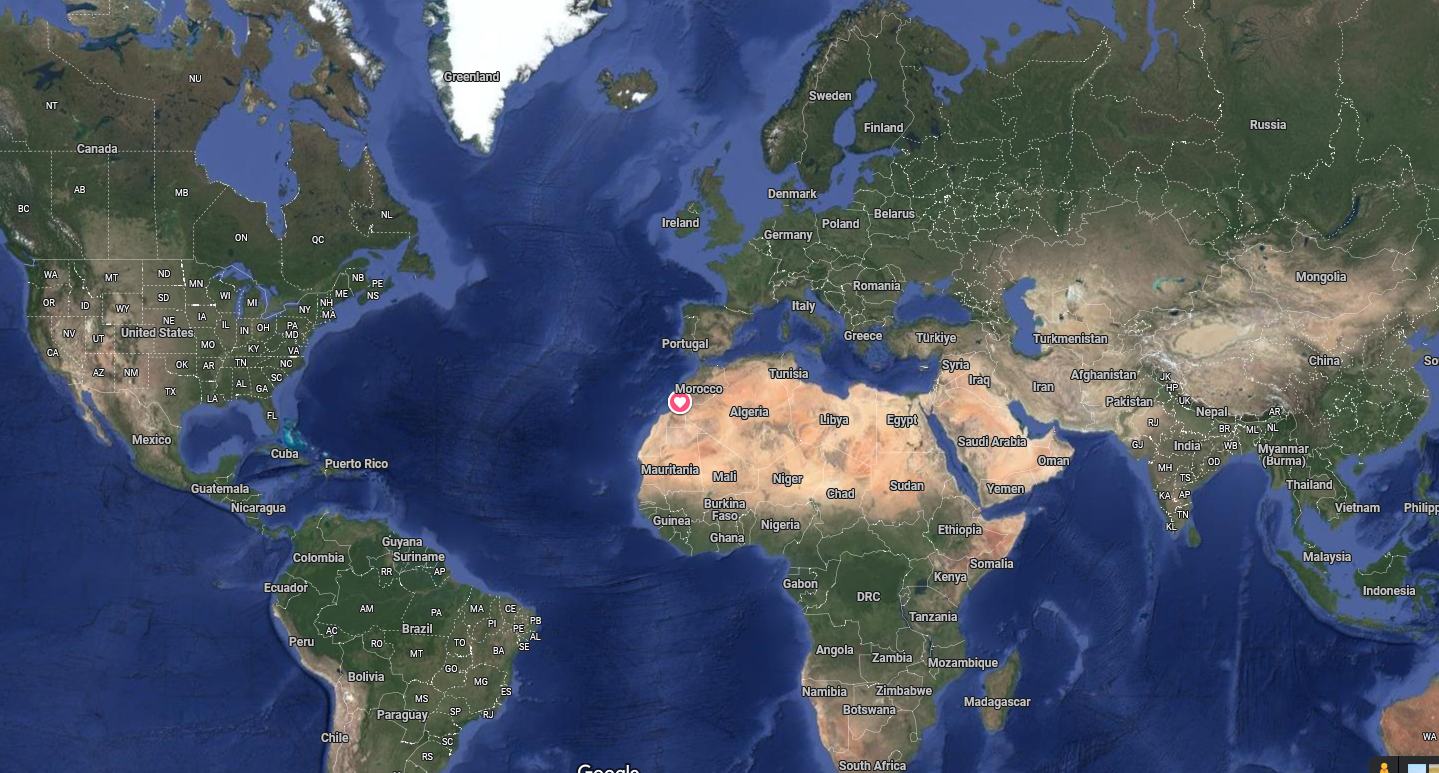 Greenland
NU
NT
Sweden
Finland
Russia
Canada
AB
MB
BC
NL
ON
QC
Denmark
Ireland
Poland
Belarus
Germany
WA
MT
ND
MN
NB
PE
OR
ID
WY
SD
WI
MI
ME
NS
NH
NY
MA
NE
IA
IL
IN
OH
PA
MD
NV
UT
United States
MO
KY
VA
CA
AZ
NM
OK
AR
TN
NC
SC
TX
LA
AL
GA
FL
Romania
Italy
Mongolia
Portugal
Greece
Türkiye
Turkmenistan
China
So
Tunisia
Syria
Iraq
Iran
Afghanistan
JK
HP
UK
Morocco
Algeria
Libya
Egypt
Pakistan
Nepal
AR
RJ
BR
ML
NL
Mexico
Cuba
Puerto Rico
Saudi Arabia
Oman
GJ
India
WB
Myanmar
(Burma)
Mauritania
Mali
Niger
Chad
Sudan
Yemen
MH
OD
TS
Guatemala
Nicaragua
Burkina
Faso
Guinea
Nigeria
Ghana
Ethiopia
KA
AP
TN
KL
Thailand
Vietnam
Philipp
Colombia
Guyana
Suriname
RR
AP
Ecuador
Gabon
DRC
Kenya
Somalia
Malaysia
Indonesia
AM
PA
MA
CE
PB
PI
PE
AL
SE
Brazil
AC
RO
TO
BA
MT
Peru
Tanzania
Angola
Zambia
Mozambique
Bolivia
GO
MG
ES
MS
Namibia
Zimbabwe
Botswana
Madagascar
Paraguay
SP
RJ
Chile
SC
RS
South Africa
WA
Google